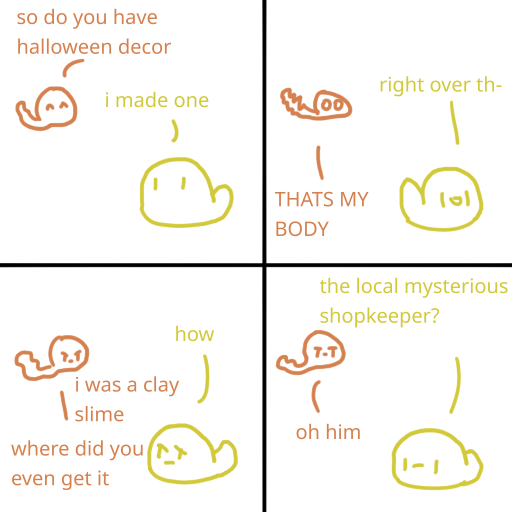 so do you have
halloween decor
i made one
right over th-
THATS MY
BODY
how
i was a clay
slime
where did you
even get it
the local mysterious
shopkeeper?
oh him